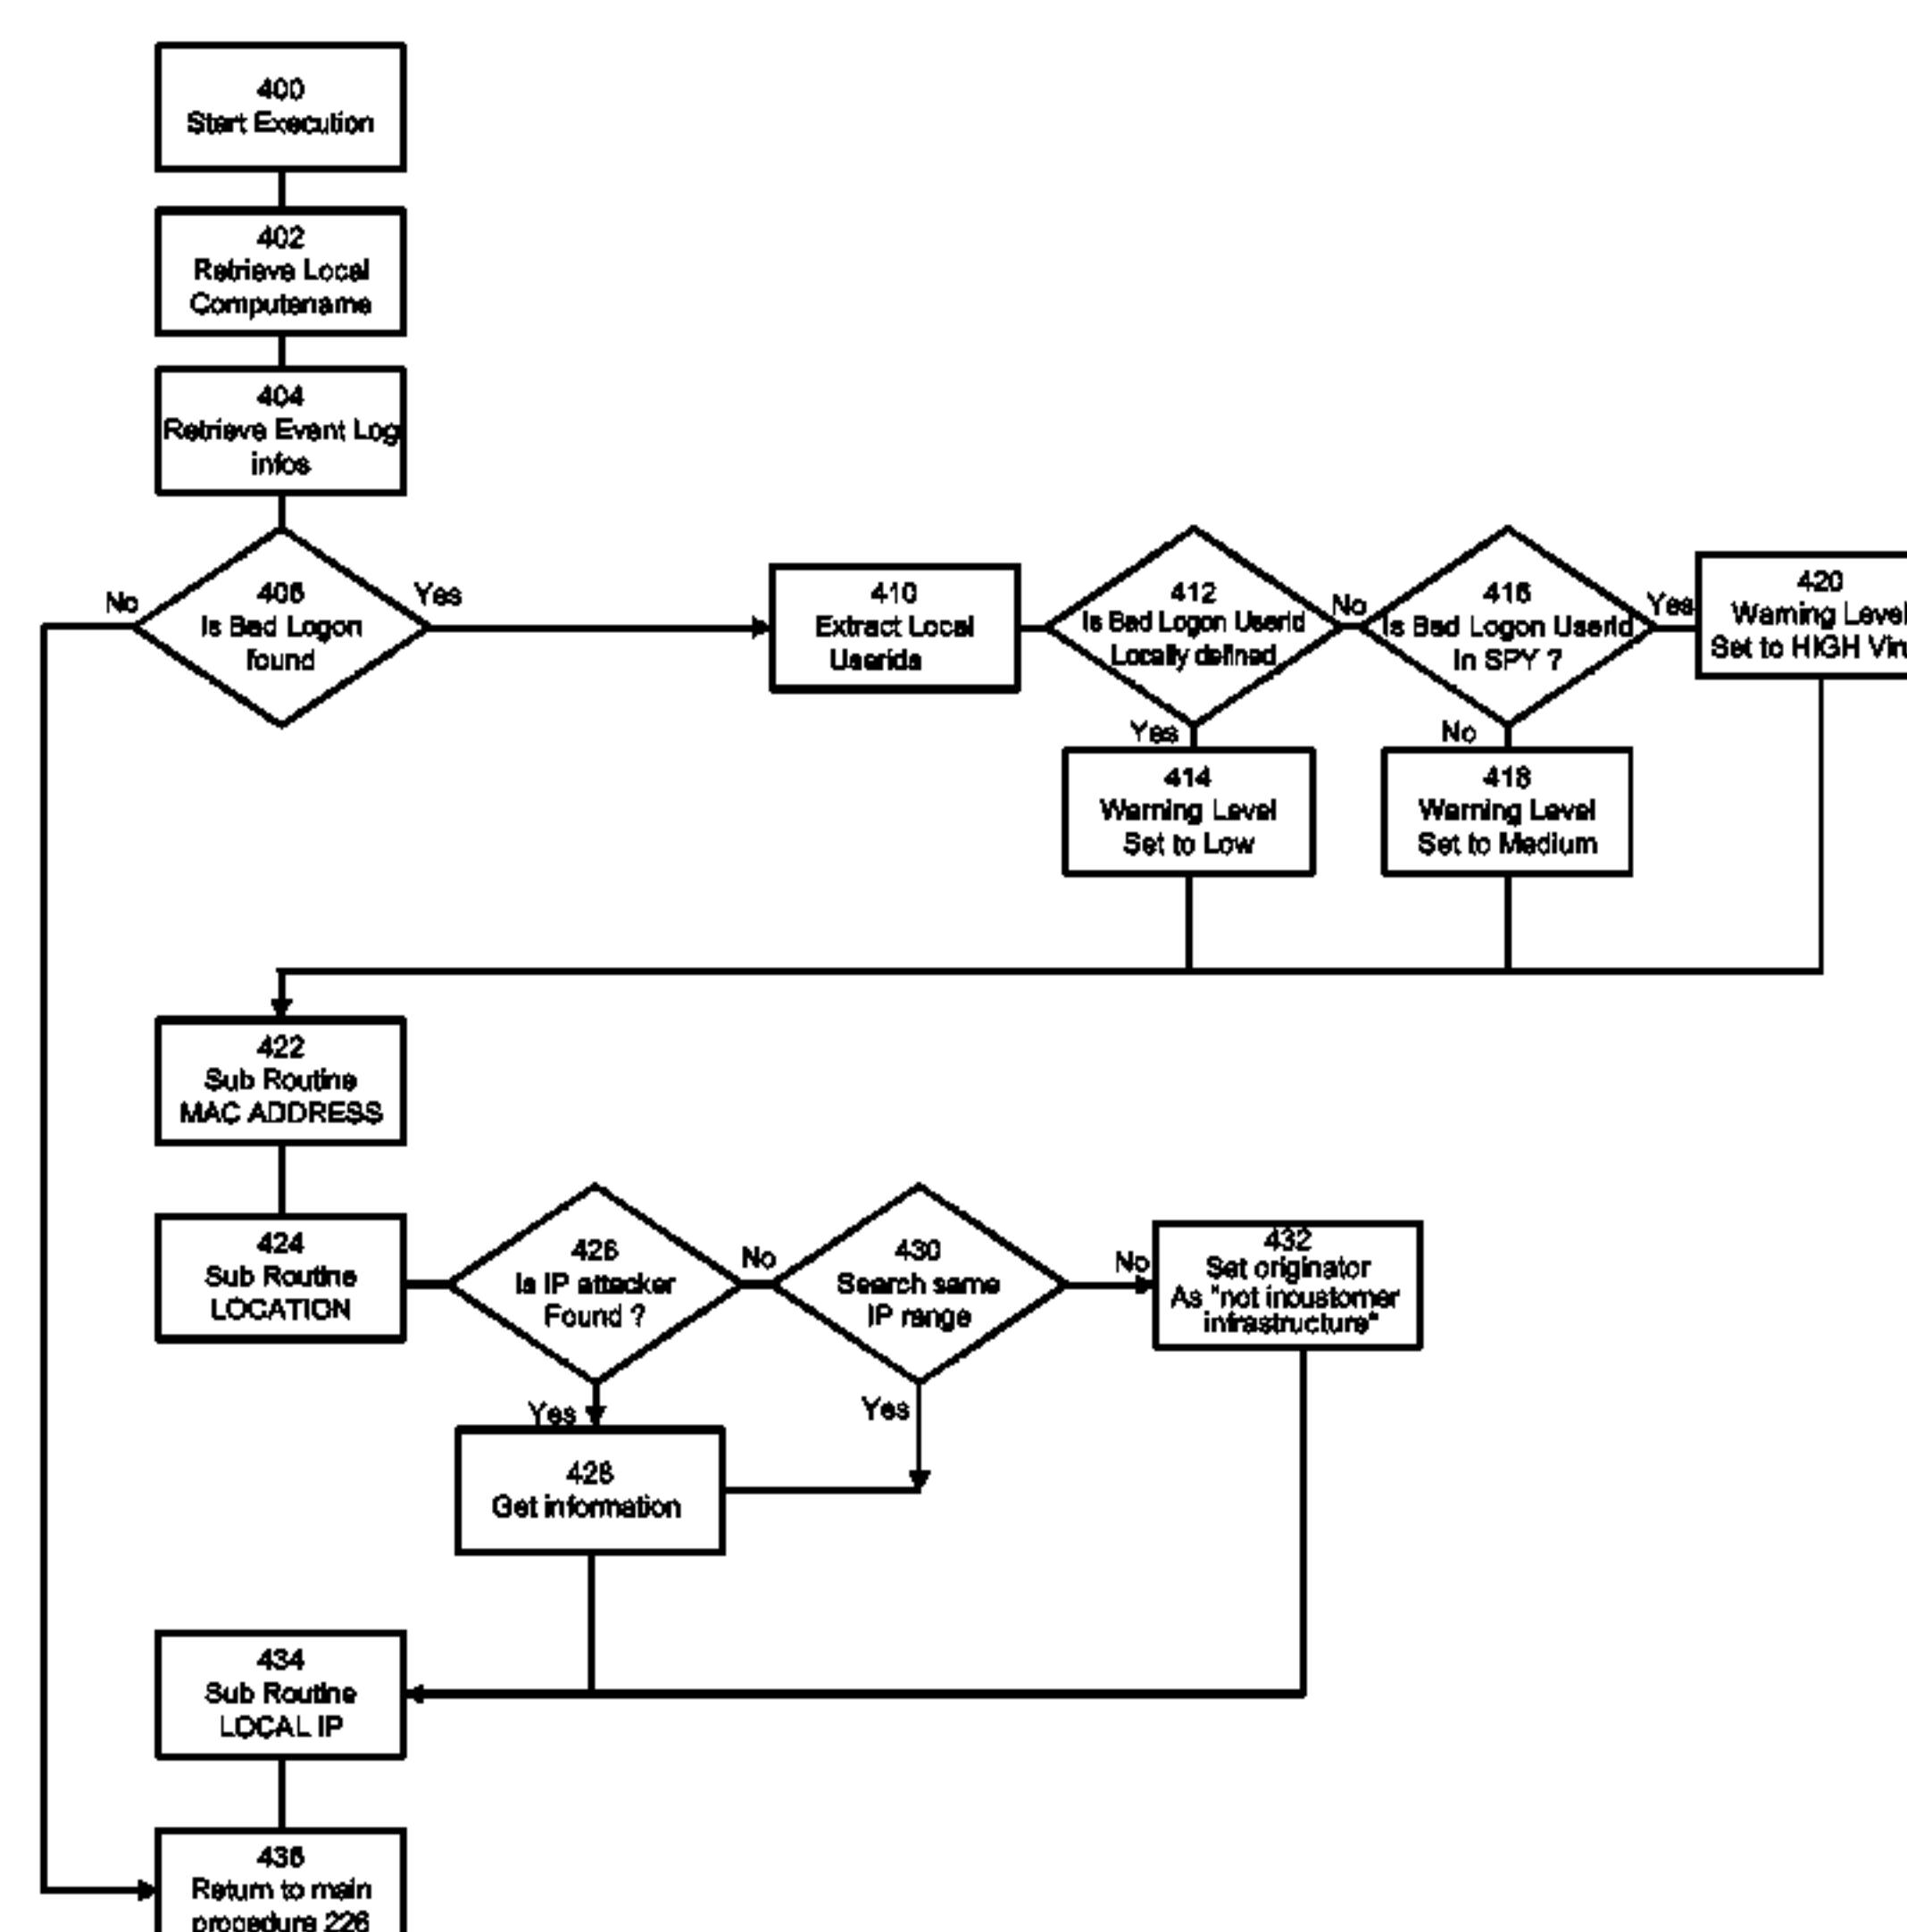 400
Start Execution
402
Retrieve Local
Computename
404
Retrieve Event Log
infos
No
406
Is Bad Logon
found
Yes
410
Extract Local
Userids
412
Is Bad Logon Userid
Locally defined
No
416
Is Bad Logon Userid
In SPY ?
Yes
420
Warning Level
Set to HIGH
Yes
414
Warning Level
Set to Low
No
418
Warning Level
Set to Medium
422
Sub Routine
MAC ADDRESS
424
Sub Routine
LOCATION
426
Is IP attacker
Found ?
No
430
Search same
IP range
No
432
Set originator
As "not incustomer
infrastructure"
Yes
428
Get information
Yes
434
Sub Routine
LOCAL IP
436
Return to main
procedure 226